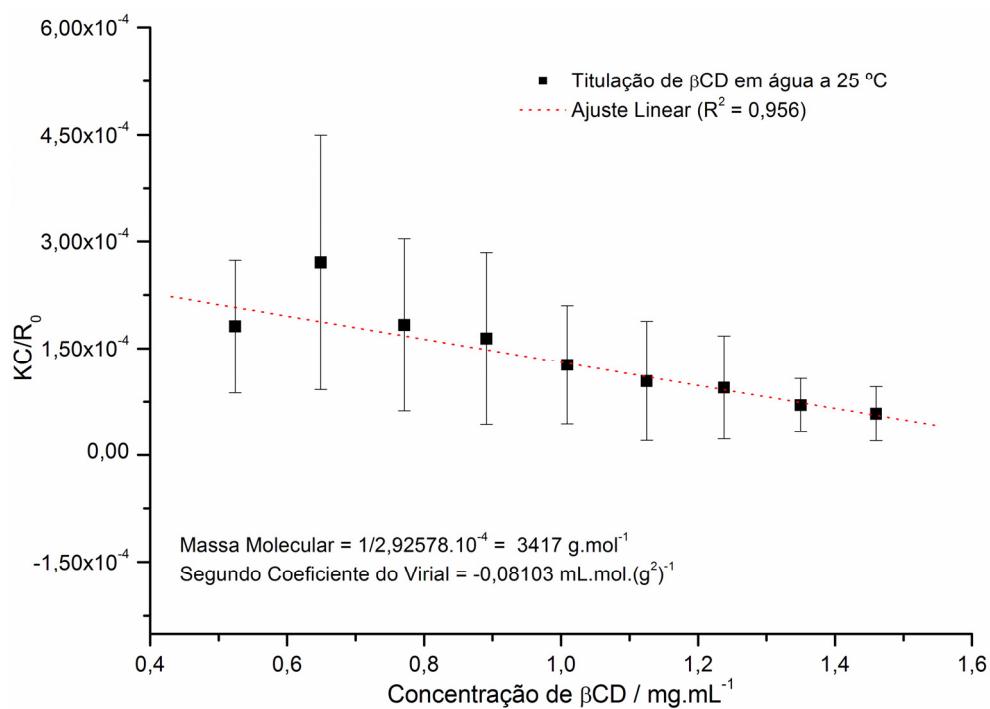 6,00x10⁻⁴
4,50x10⁻⁴
3,00x10⁻⁴
1,50x10⁻⁴
0,00
-1,50x10⁻⁴
KC/R₀
Titulação de βCD em água a 25 ºC
Ajuste Linear (R² = 0,956)
Massa Molecular = 1/2,92578.10⁻⁴ = 3417 g.mol⁻¹
Segundo Coeficiente do Virial = -0,08103 mL.mol.(g²)⁻¹
0,4 0,6 0,8 1,0 1,2 1,4 1,6
Concentração de βCD / mg.mL⁻¹